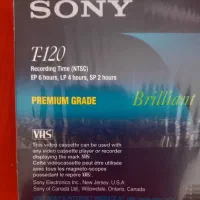 SONY
T-120
Recording Time (NTSC)
EP 6 hours, LP 4 hours, SP 2 hours
PREMIUM GRADE
Brilliant
VHS
This video cassette can be used with
any video cassette player or recorder
displaying the mark VHS.
Cette vidéocassette peut être utilisée
avec tous les magnétoscopes
possédant le repère VHS.
Sony Electronics Inc., New Jersey, U.S.A
Sony of Canada Ltd., Willowdale, Ontario, Canada